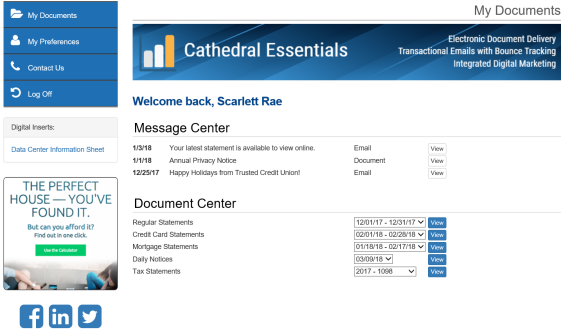 My Documents
My Documents
My Preferences
Contact Us
Log Off
Digital Inserts:
Data Center Information Sheet
THE PERFECT
HOUSE — YOU'VE
FOUND IT.
But can you afford it?
Find out in one click.
Use the Calculator
Cathedral Essentials
Electronic Document Delivery
Transactional Emails with Bounce Tracking
Integrated Digital Marketing
Welcome back, Scarlett Rae
Message Center
1/3/18 Your latest statement is available to view online. Email View
1/1/18 Annual Privacy Notice Document View
12/25/17 Happy Holidays from Trusted Credit Union! Email View
Document Center
Regular Statements 12/01/17 - 12/31/17 View
Credit Card Statements 02/01/18 - 02/28/18 View
Mortgage Statements 01/18/18 - 02/17/18 View
Daily Notices 03/09/18 View
Tax Statements 2017 - 1098 View